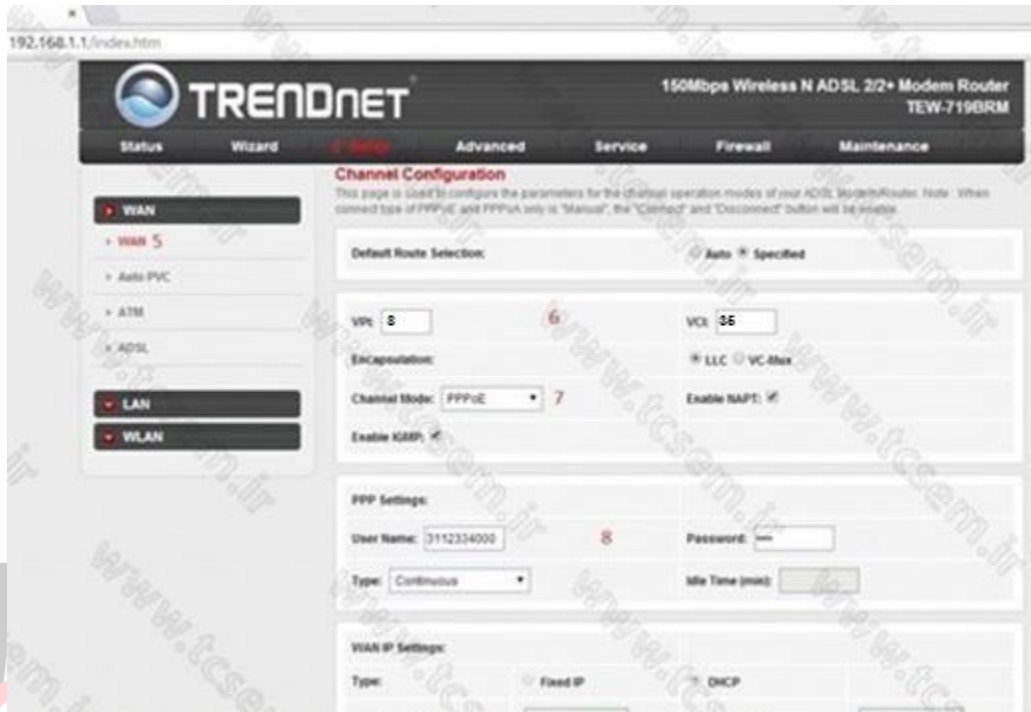 192.168.1.1/index.htm
TRENDNET
150Mbps Wireless N ADSL 2/2+ Modem Router
TEW-719BRM
Status Wizard Advanced Service Firewall Maintenance
Channel Configuration
This page is used to configure the parameters for the channel operation modes of your ADSL Modem/Router. Note : When
connect type of PPPoE and PPPoA only is "Manual", the "Connect" and "Disconnect" button will be enable.
WAN
WAN 5
Auto PVC
ATM
ADSL
LAN
WLAN
Default Route Selection: Auto Specified
VPI: 8 6 VCI: 35
Encapsulation: LLC VC-Mux
Channel Mode: PPPoE 7 Enable NAPT:
Enable IGMP:
PPP Settings:
User Name: 3112334000 8 Password:
Type: Continuous Idle Time (min):
WAN IP Settings:
Type: Fixed IP DHCP
www.tcsem.ir